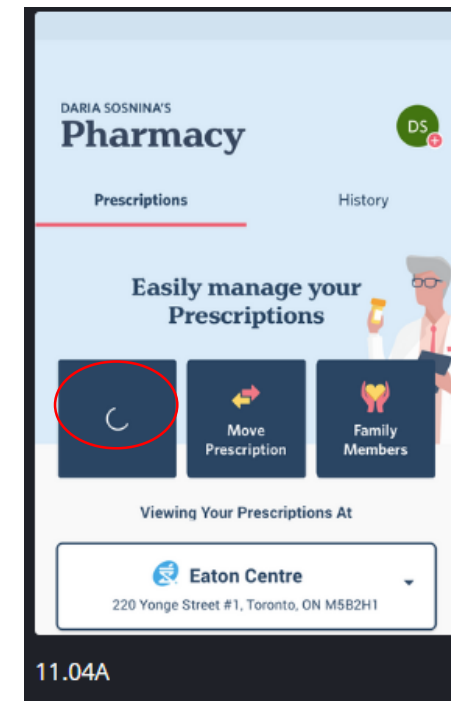 DARIA SOSNINA'S
Pharmacy
DS
Prescriptions History
Easily manage your
Prescriptions
Move
Prescription
Family
Members
Viewing Your Prescriptions At
Eaton Centre
220 Yonge Street #1, Toronto, ON M5B2H1
11.04A